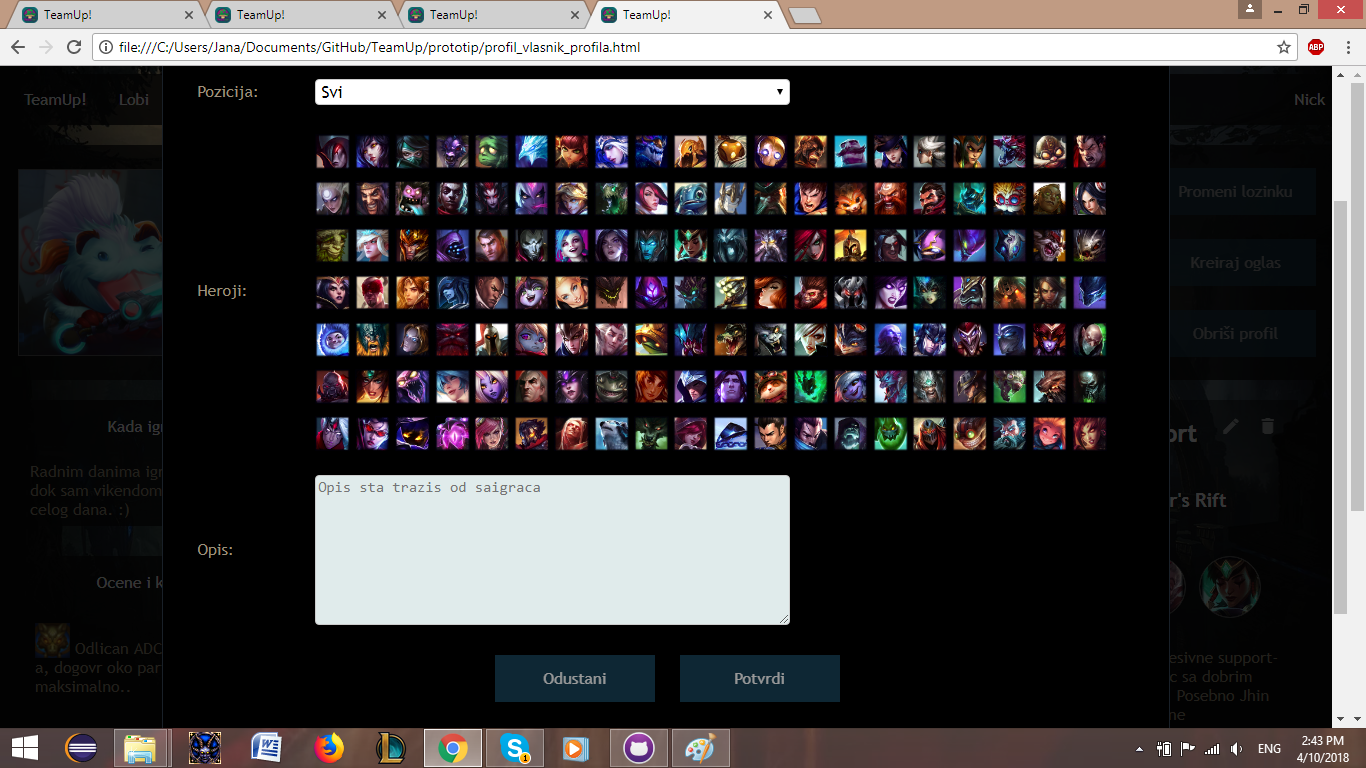 TeamUp!
TeamUp!
TeamUp!
TeamUp!
file:///C:/Users/Jana/Documents/GitHub/TeamUp/prototip/profil_vlasnik_profila.html
ABP
TeamUp!
Lobi
Nick
Pozicija:
Svi
Promeni lozinku
Kreiraj oglas
Heroji:
Obriši profil
Kada ig
Radnim danima ig
dok sam vikendom
celog dana. :)
Ocene i k
Odlican ADC
a, dogovr oko par
maksimalno..
Opis sta trazis od saigraca
Opis:
ort
r's Rift
esivne support-
c sa dobrim
Posebno Jhin
ne
Odustani
Potvrdi
1
ENG
2:43 PM
4/10/2018